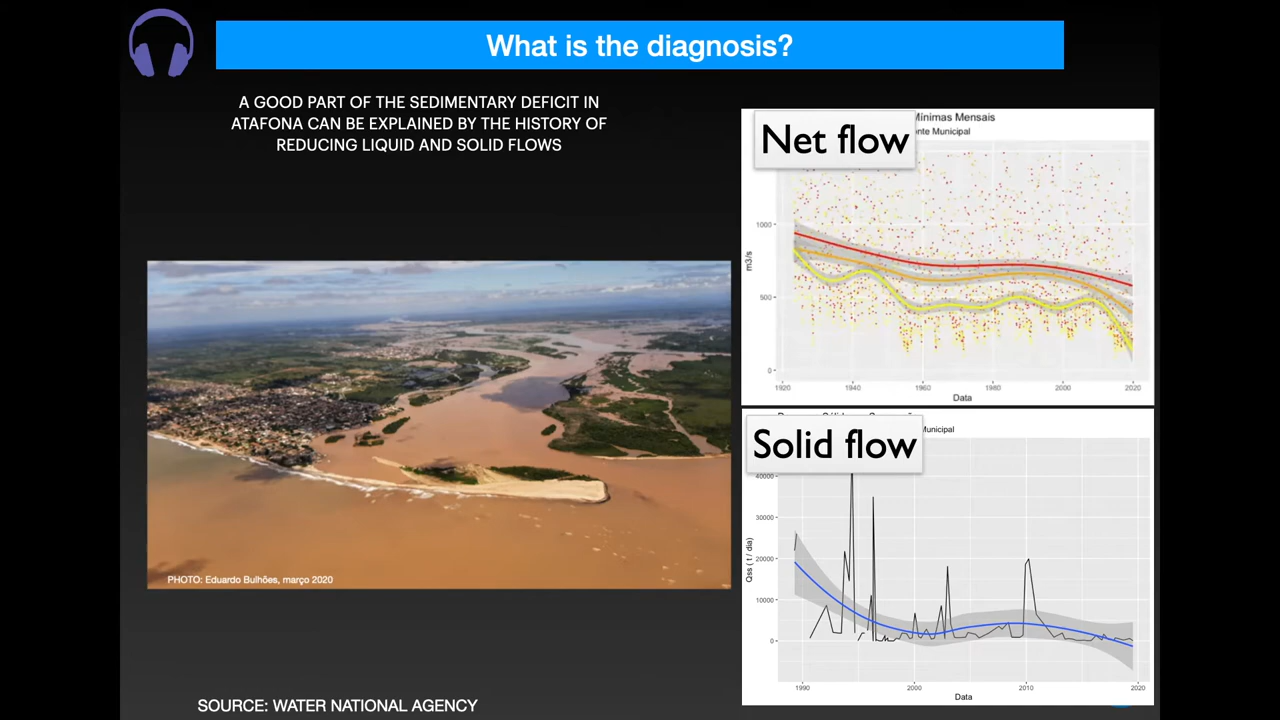 What is the diagnosis?
A GOOD PART OF THE SEDIMENTARY DEFICIT IN
ATAFONA CAN BE EXPLAINED BY THE HISTORY OF
REDUCING LIQUID AND SOLID FLOWS
PHOTO: Eduardo Bulhões, março 2020
SOURCE: WATER NATIONAL AGENCY
Net flow
Mínimas Mensais
Municipal
m3/s
1000
500
0
1920 1940 1960 1980 2000 2020
Data
Solid flow
Municipal
Qss ( t / dia)
40000
30000
20000
10000
0
1990 2000 2010 2020
Data